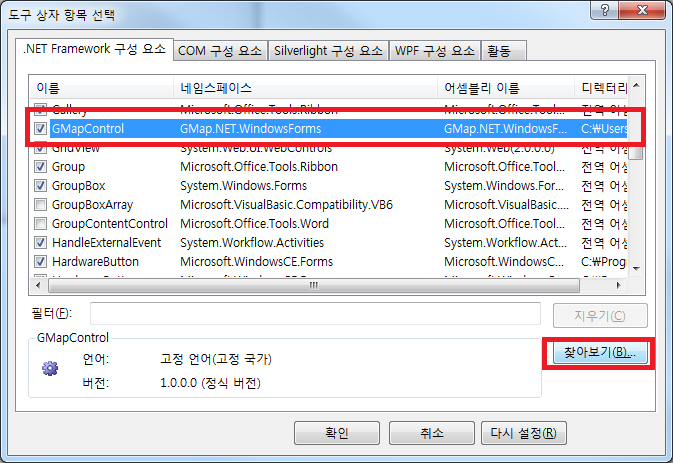 도구 상자 항목 선택
.NET Framework 구성 요소 COM 구성 요소 Silverlight 구성 요소 WPF 구성 요소 활동
이름 네임스페이스 어셈블리 이름 디렉터리
Gallery Microsoft.Office.Tools.Ribbon Microsoft.Office.Tool... 전역 어셈
GMapControl GMap.NET.WindowsForms GMap.NET.WindowsF... C:₩Users
GridView System.Web.UI.WebControls System.Web(2.0.0.0) 전역 어셈
Group Microsoft.Office.Tools.Ribbon Microsoft.Office.Tool... 전역 어셈
GroupBox System.Windows.Forms System.Windows.For... 전역 어셈
GroupBoxArray Microsoft.VisualBasic.Compatibility.VB6 Microsoft.VisualBasic.... 전역 어셈
GroupContentControl Microsoft.Office.Tools.Word Microsoft.Office.Tool... 전역 어셈
HandleExternalEvent System.Workflow.Activities System.Workflow.Act... 전역 어셈
HardwareButton Microsoft.WindowsCE.Forms Microsoft.WindowsC... C:₩Prog
필터(F): 지우기(C)
GMapControl
언어: 고정 언어(고정 국가)
찾아보기(B)...
버전: 1.0.0.0 (정식 버전)
확인 취소 다시 설정(R)